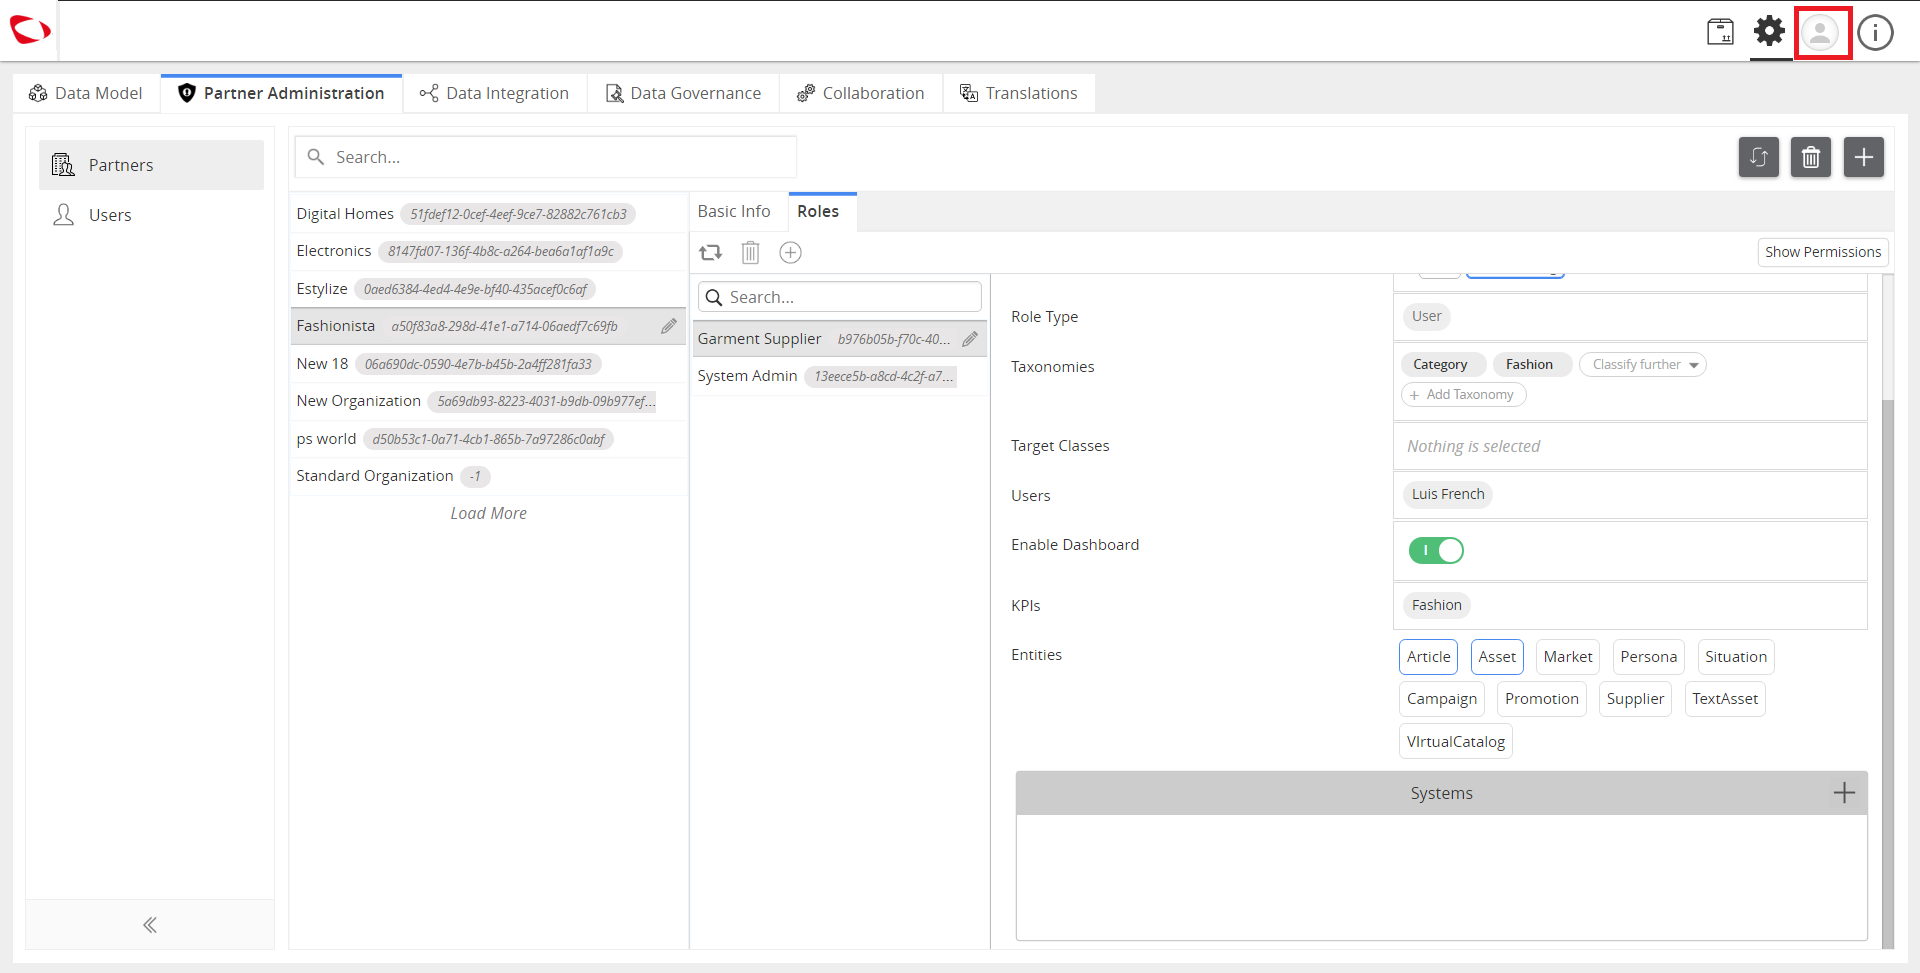 Data Model
Partner Administration
Data Integration
Data Governance
Collaboration
Translations
Partners
Users
Search...
Digital Homes 51fdef12-0cef-4eef-9ce7-82882c761cb3
Electronics 8147fd07-136f-4b8c-a264-bea6a1af1a9c
Estylize 0aed6384-4ed4-4e9e-bf40-435acef0c6af
Fashionista a50f83a8-298d-41e1-a714-06aedf7c69fb
New 18 06a690dc-0590-4e7b-b45b-2a4ff281fa33
New Organization 5a69db93-8223-4031-b9db-09b977ef...
ps world d50b53c1-0a71-4cb1-865b-7a97286c0abf
Standard Organization -1
Load More
Basic Info
Roles
Show Permissions
Search...
Garment Supplier b976b05b-f70c-40...
System Admin 13eece5b-a8cd-4c2f-a7...
Role Type
User
Taxonomies
Category Fashion Classify further
+ Add Taxonomy
Target Classes
Nothing is selected
Users
Luis French
Enable Dashboard
KPIs
Fashion
Entities
Article Asset Market Persona Situation
Campaign Promotion Supplier TextAsset
VIrtualCatalog
Systems